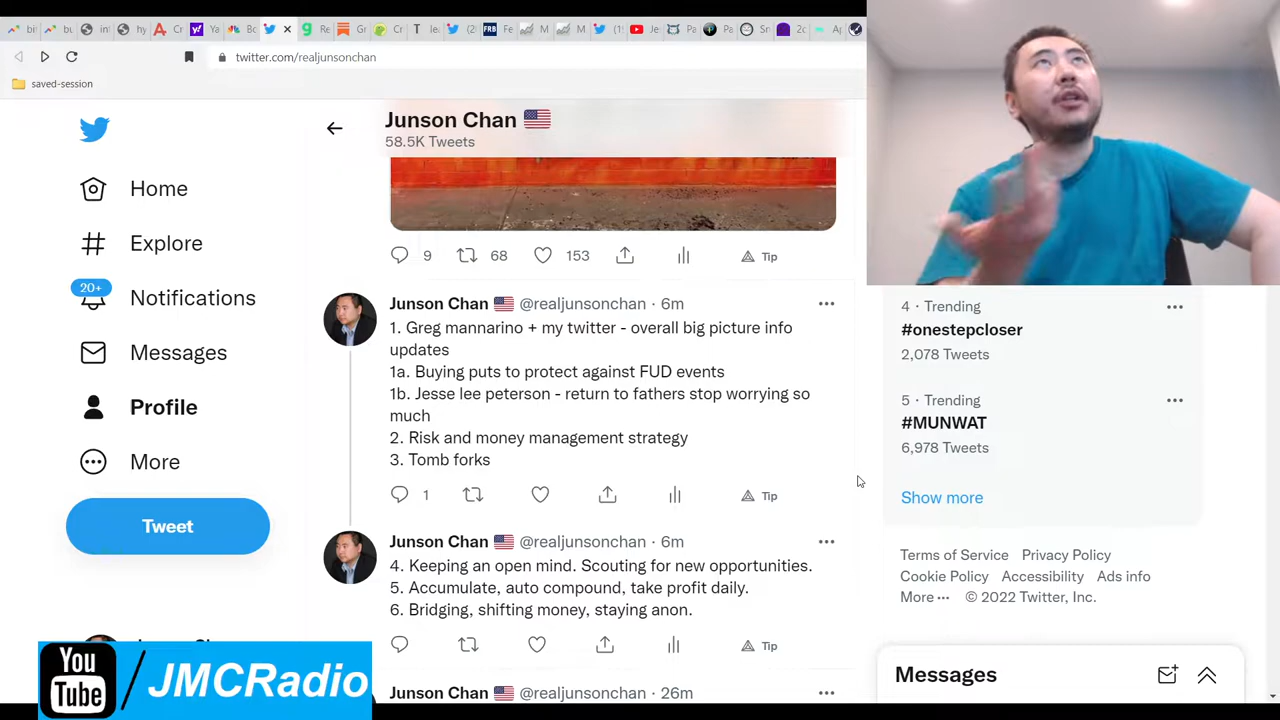 twitter.com/realjunsonchan
saved-session
Junson Chan
58.5K Tweets
Home
Explore
20+
Notifications
Messages
Profile
More
Tweet
9 68 153 Tip
Junson Chan @realjunsonchan · 6m
1. Greg mannarino + my twitter - overall big picture info
updates
1a. Buying puts to protect against FUD events
1b. Jesse lee peterson - return to fathers stop worrying so
much
2. Risk and money management strategy
3. Tomb forks
1 Tip
Junson Chan @realjunsonchan · 6m
4. Keeping an open mind. Scouting for new opportunities.
5. Accumulate, auto compound, take profit daily.
6. Bridging, shifting money, staying anon.
Tip
Junson Chan @realjunsonchan · 26m
4 · Trending
#onestepcloser
2,078 Tweets
5 · Trending
#MUNWAT
6,978 Tweets
Show more
Terms of Service Privacy Policy
Cookie Policy Accessibility Ads info
More ··· © 2022 Twitter, Inc.
Messages
You
Tube
/JMCRadio